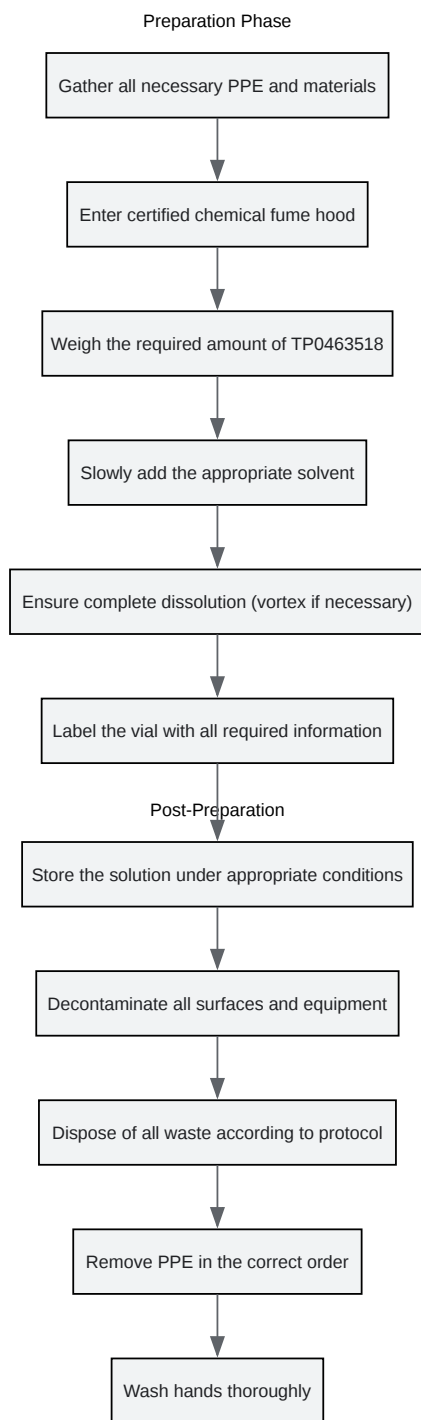 Preparation Phase
Gather all necessary PPE and materials
Enter certified chemical fume hood
Weigh the required amount of TP0463518
Slowly add the appropriate solvent
Ensure complete dissolution (vortex if necessary)
Label the vial with all required information
Post-Preparation
Store the solution under appropriate conditions
Decontaminate all surfaces and equipment
Dispose of all waste according to protocol
Remove PPE in the correct order
Wash hands thoroughly